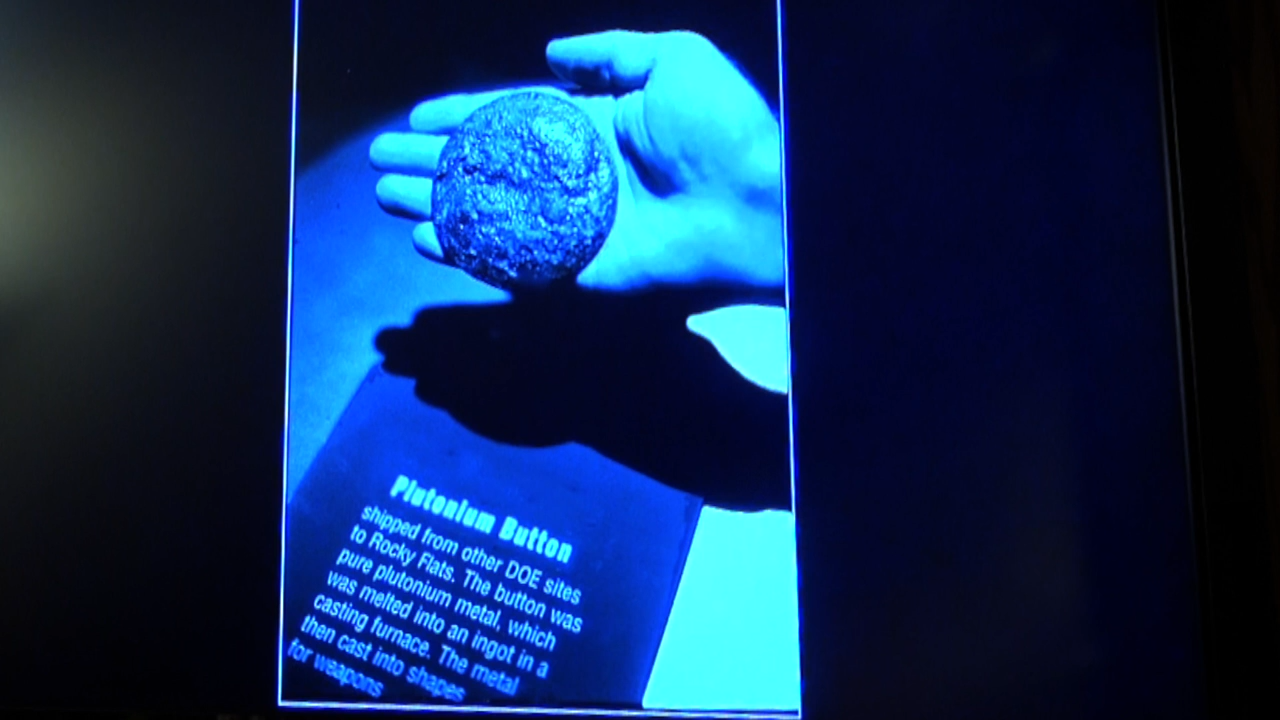 Plutonium Button
shipped from other DOE sites
to Rocky Flats. The button was
pure plutonium metal, which
was melted into an ingot in a
casting furnace. The metal
then cast into shapes
for weapons